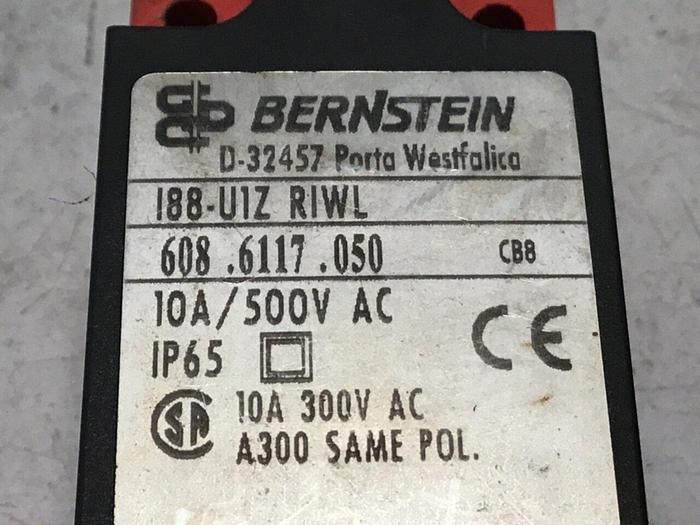 BERNSTEIN
D-32457 Porta Westfalica
I88-U1Z RIWL
608.6117.050 CB8
10A/500V AC
IP65 CE
SA 10A 300V AC
A300 SAME POL.